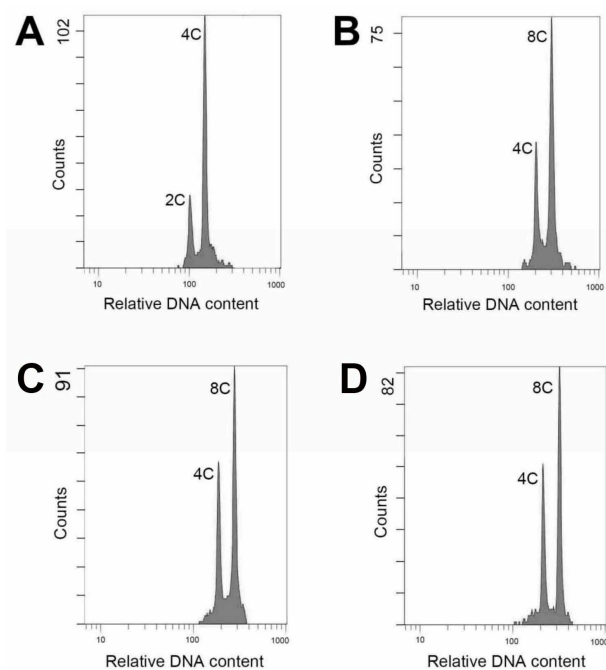 A
102
4C
2C
Counts
10
100
1000
Relative DNA content
B
75
8C
4C
Counts
10
100
1000
Relative DNA content
C
91
8C
4C
Counts
10
100
1000
Relative DNA content
D
82
8C
4C
Counts
10
100
1000
Relative DNA content